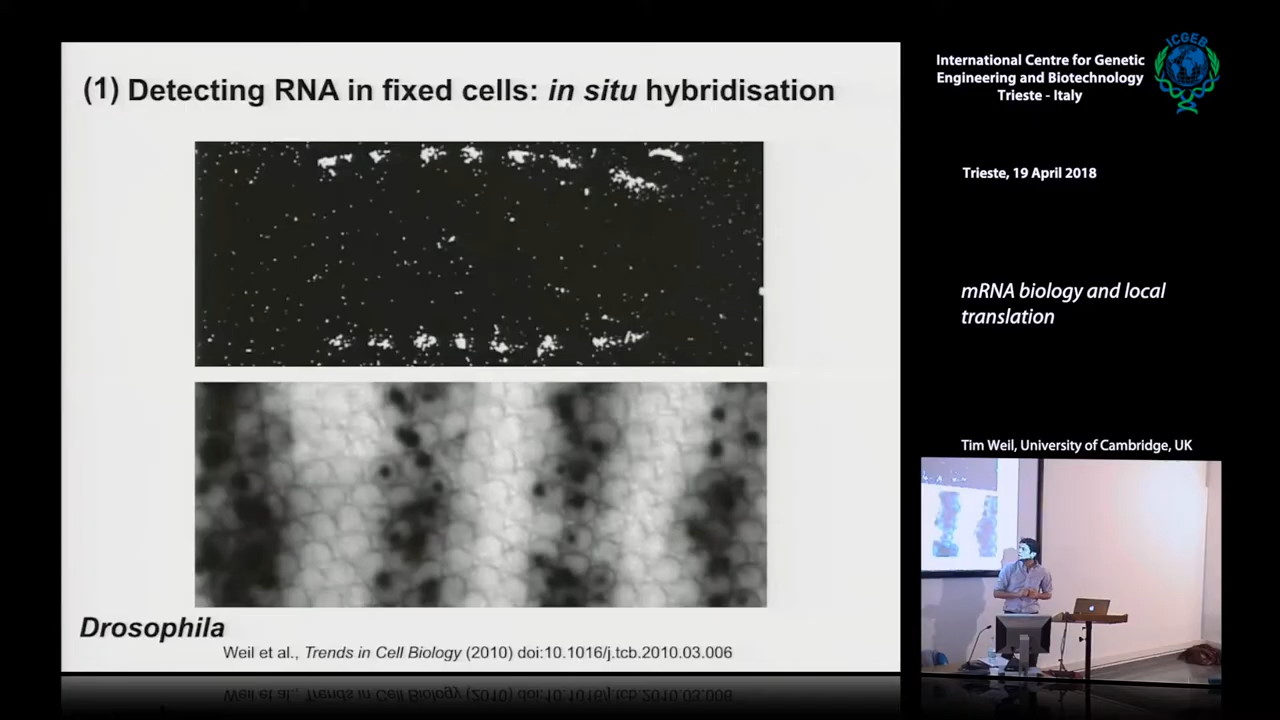 (1) Detecting RNA in fixed cells: in situ hybridisation
Drosophila
Weil et al., Trends in Cell Biology (2010) doi:10.1016/j.tcb.2010.03.006
International Centre for Genetic
Engineering and Biotechnology
Trieste - Italy
ICGEB
Trieste, 19 April 2018
mRNA biology and local
translation
Tim Weil, University of Cambridge, UK